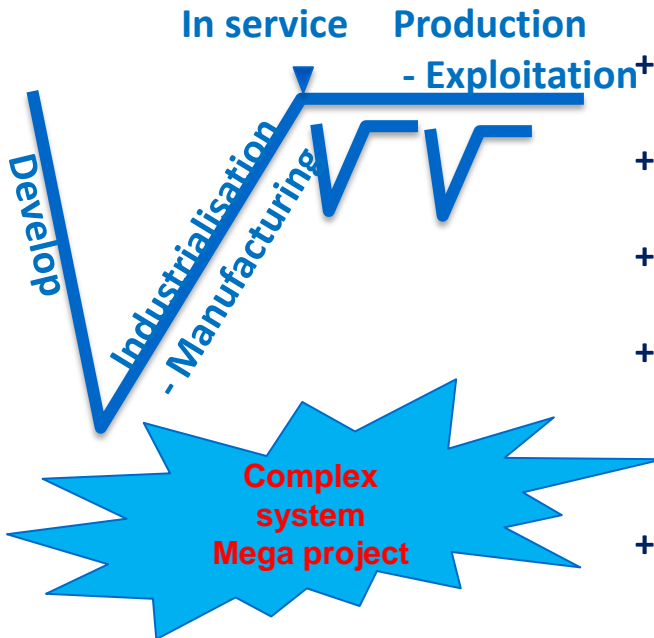 In service
Production
- Exploitation
+
+
+
+
+
Develop
Industrialisation
- Manufacturing
Complex
system
Mega project